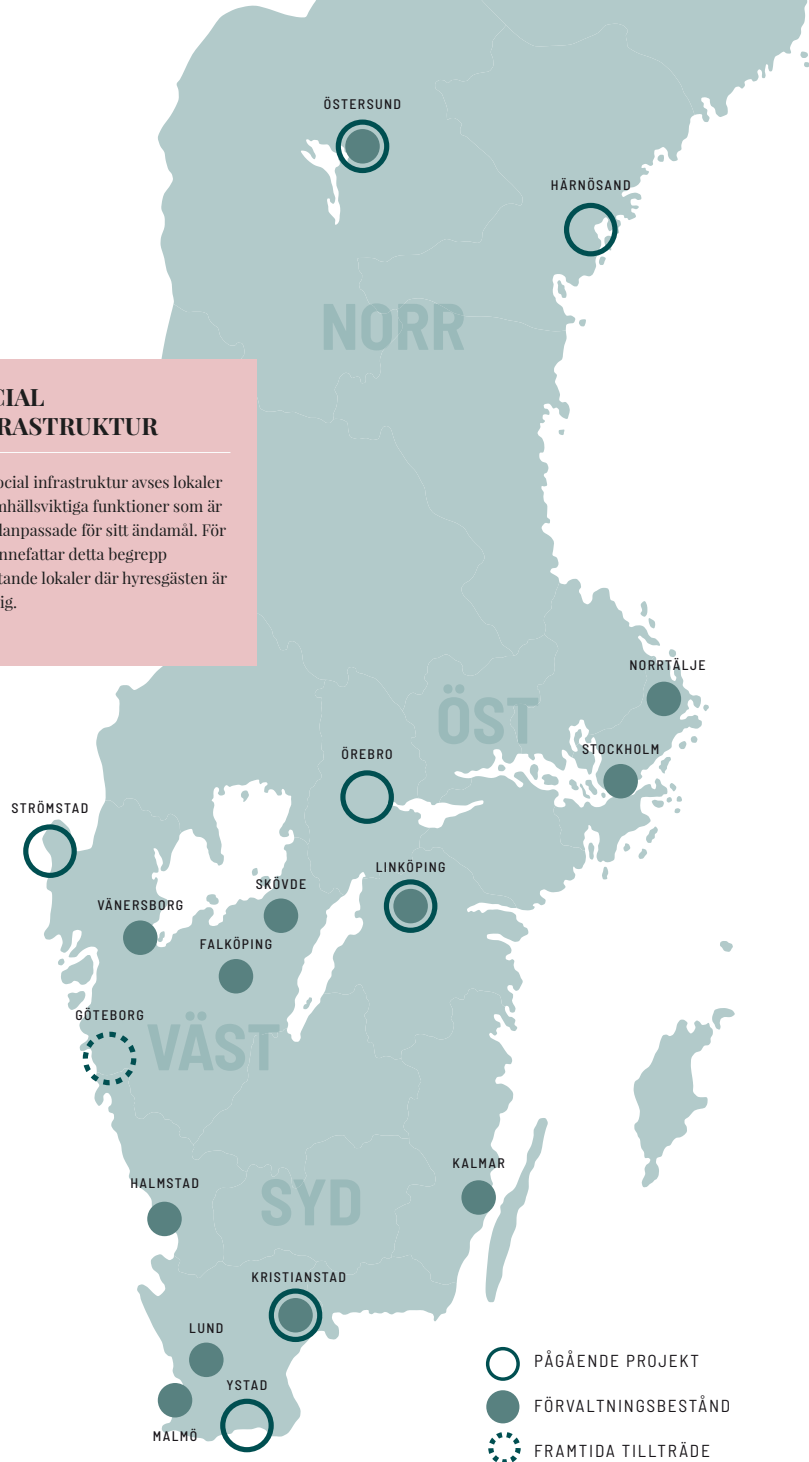 ÖSTERSUND
HÄRNÖSAND
NORR
CIAL
RASTRUKTUR
ocial infrastruktur avses lokaler
mhällsviktiga funktioner som är
lanpassade för sitt ändamål. För
nnefattar detta begrepp
tande lokaler där hyresgästen är
ig.
NORRTÄLJE
ÖST
STOCKHOLM
ÖREBRO
STRÖMSTAD
LINKÖPING
SKÖVDE
VÄNERSBORG
FALKÖPING
GÖTEBORG
VÄST
KALMAR
HALMSTAD
SYD
KRISTIANSTAD
LUND
YSTAD
MALMÖ
PÅGÅENDE PROJEKT
FÖRVALTNINGSBESTÅND
FRAMTIDA TILLTRÄDE